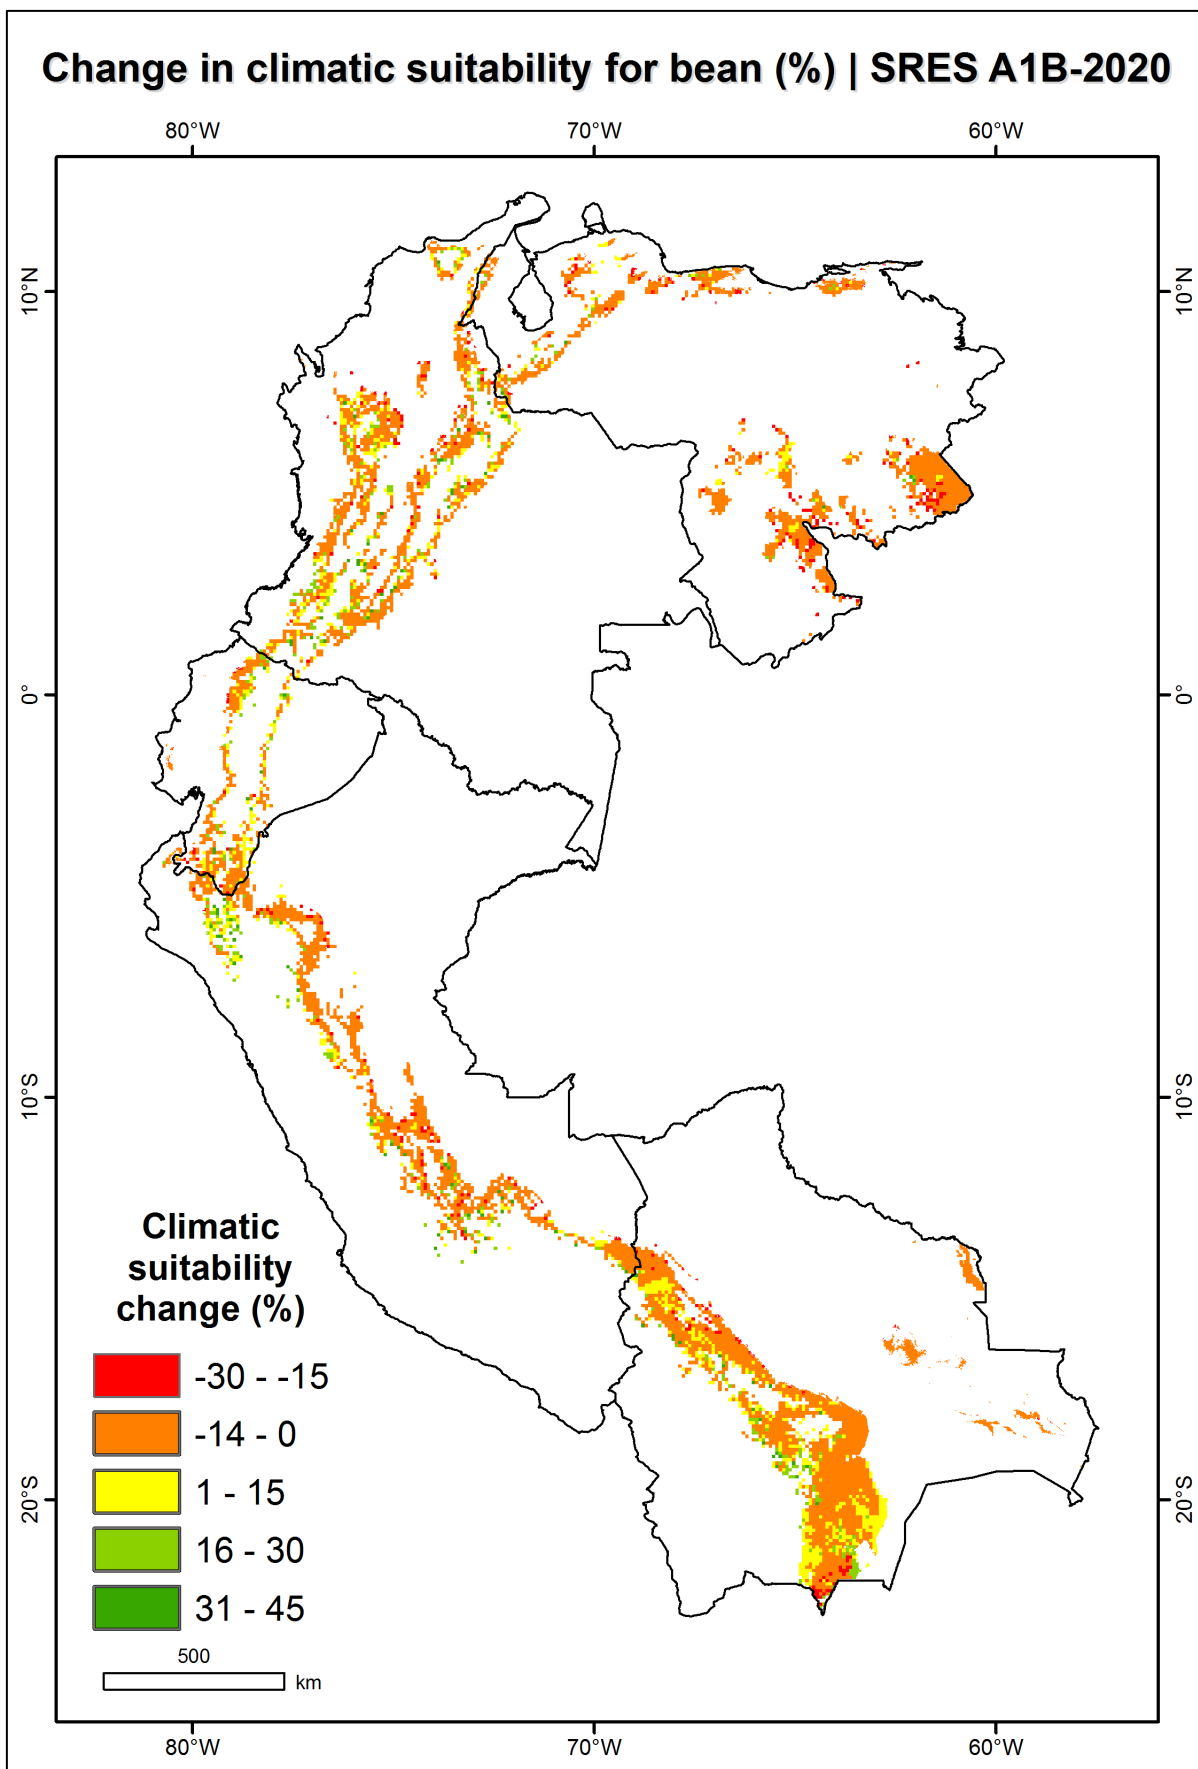 Change in climatic suitability for bean (%) | SRES A1B-2020
80°W 70°W 60°W
10°N 10°N
0° 0°
10°S 10°S
20°S 20°S
Climatic
suitability
change (%)
-30 - -15
-14 - 0
1 - 15
16 - 30
31 - 45
500
km
80°W 70°W 60°W